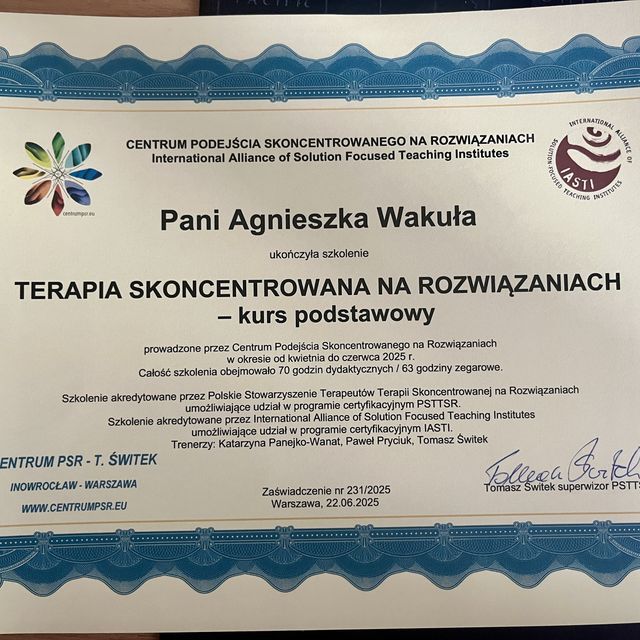 CENTRUM PODEJŚCIA SKONCENTROWANEGO NA ROZWIĄZANIACH
International Alliance of Solution Focused Teaching Institutes
centrumpsr.eu
INTERNATIONAL ALLIANCE OF SOLUTION-FOCUSED TEACHING INSTITUTES
IASTI
Pani Agnieszka Wakuła
ukończyła szkolenie
TERAPIA SKONCENTROWANA NA ROZWIĄZANIACH
– kurs podstawowy
prowadzone przez Centrum Podejścia Skoncentrowanego na Rozwiązaniach
w okresie od kwietnia do czerwca 2025 r.
Całość szkolenia obejmowało 70 godzin dydaktycznych / 63 godziny zegarowe.
Szkolenie akredytowane przez Polskie Stowarzyszenie Terapeutów Terapii Skoncentrowanej na Rozwiązaniach
umożliwiające udział w programie certyfikacyjnym PSTTSR.
Szkolenie akredytowane przez International Alliance of Solution Focused Teaching Institutes
umożliwiające udział w programie certyfikacyjnym IASTI.
Trenerzy: Katarzyna Panejko-Wanat, Paweł Pryciuk, Tomasz Świtek
ENTRUM PSR - T. ŚWITEK
INOWROCŁAW - WARSZAWA
WWW.CENTRUMPSR.EU
Zaświadczenie nr 231/2025
Warszawa, 22.06.2025
Tomasz Świtek superwizor PSTTS